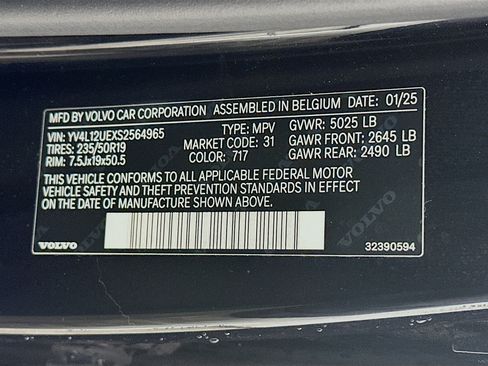 MFD BY VOLVO CAR CORPORATION ASSEMBLED IN BELGIUM 01/25
VIN: YV4L12UEXS2564965 TYPE: MPV GVWR: 5025 LB
TIRES: 235/50R19 MARKET CODE: 31 GAWR FRONT: 2645 LB
RIM: 7.5Jx19x50.5 COLOR: 717 GAWR REAR: 2490 LB
THIS VEHICLE CONFORMS TO ALL APPLICABLE FEDERAL MOTOR
VEHICLE SAFETY AND THEFT PREVENTION STANDARDS IN EFFECT
ON THE DATE OF MANUFACTURE SHOWN ABOVE.
VOLVO 32390594